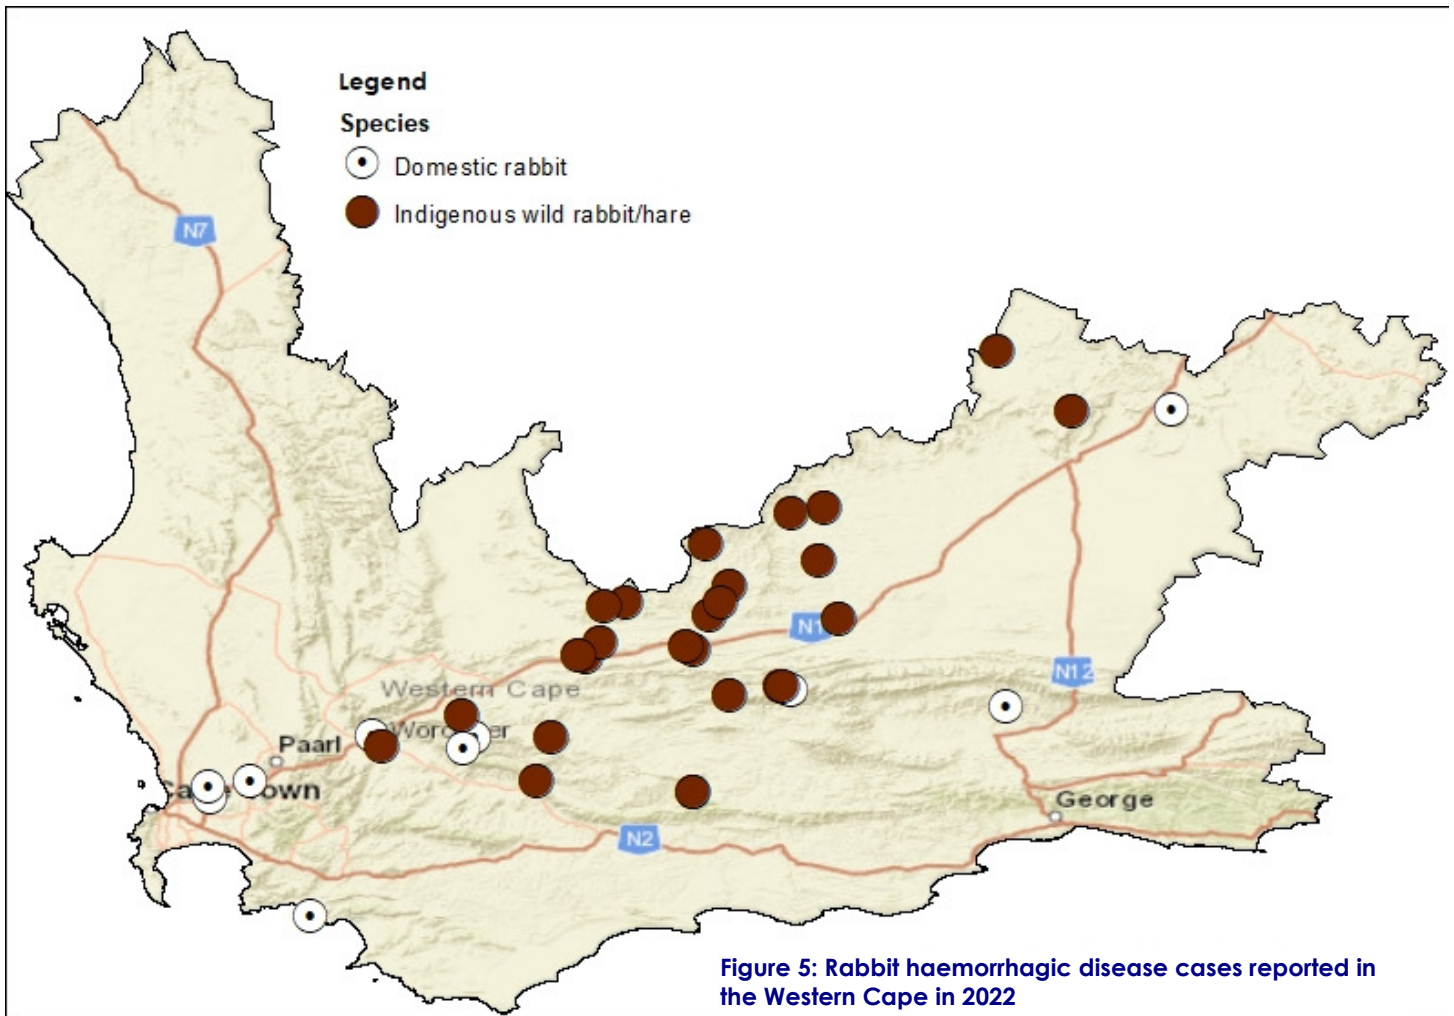 Legend
Species
Domestic rabbit
Indigenous wild rabbit/hare
N7
N1
N12
Western Cape
Paarl
George
N2
Figure 5: Rabbit haemorrhagic disease cases reported in
the Western Cape in 2022